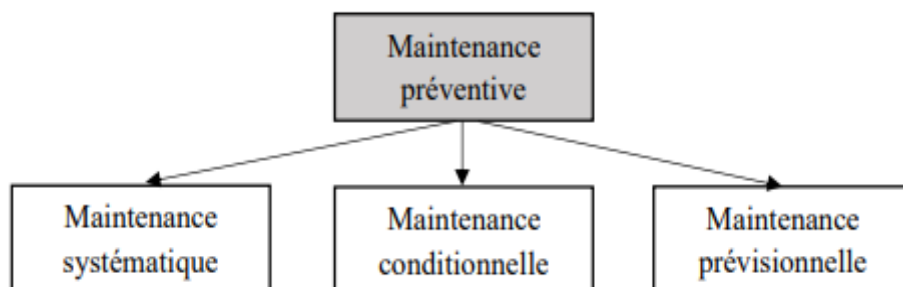 Maintenance
préventive
Maintenance
systématique
Maintenance
conditionnelle
Maintenance
prévisionnelle